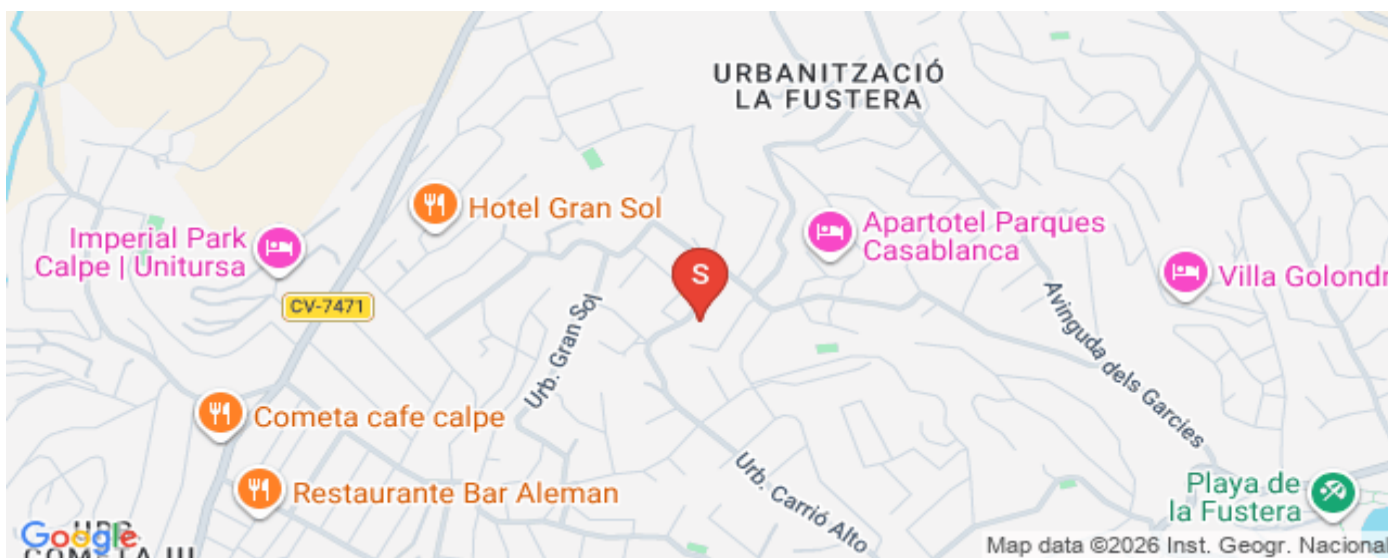 URBANITZACIÓ
LA FUSTERA
Hotel Gran Sol
Imperial Park
Calpe | Unitursa
Apartotel Parques
Casablanca
S
Villa Golondr
CV-7471
Urb. Gran Sol
Avinguda dels Garcies
Cometa cafe calpe
Urb. Carrió Alto
Restaurante Bar Aleman
Playa de
la Fustera
Google
COMETA III
Map data ©2026 Inst. Geogr. Nacional